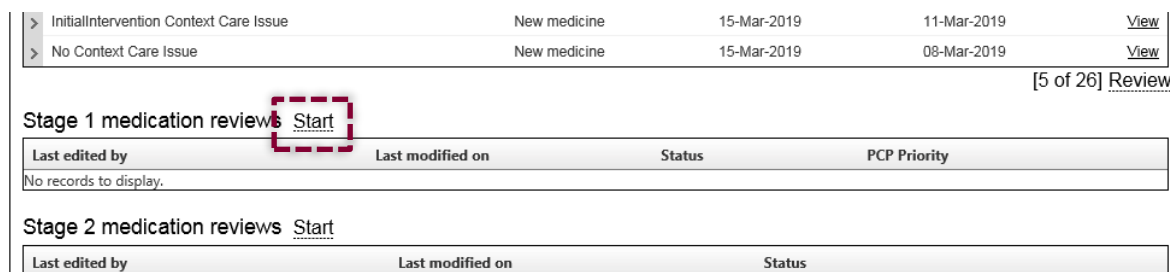 InitialIntervention Context Care Issue New medicine 15-Mar-2019 11-Mar-2019 View
No Context Care Issue New medicine 15-Mar-2019 08-Mar-2019 View
[5 of 26] Review
Stage 1 medication reviews Start
Last edited by Last modified on Status PCP Priority
No records to display.
Stage 2 medication reviews Start
Last edited by Last modified on Status